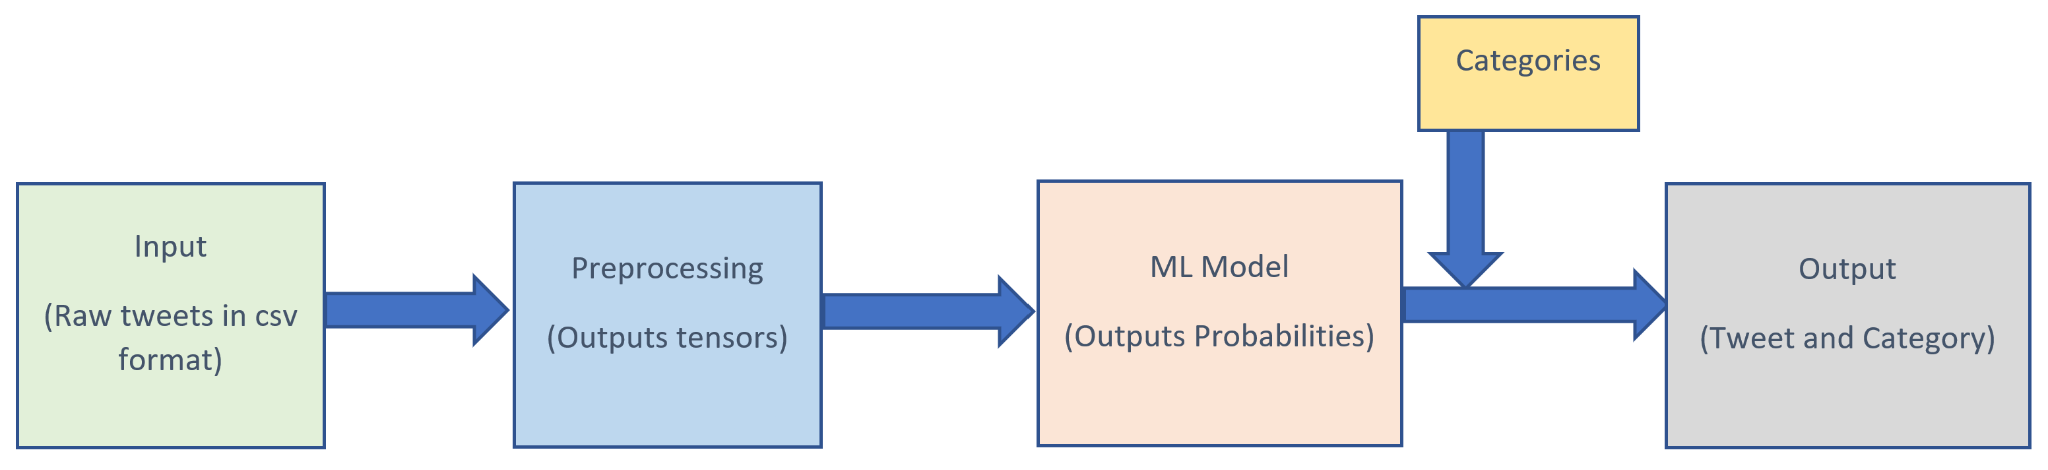 Categories
Input
(Raw tweets in csv
format)
Preprocessing
(Outputs tensors)
ML Model
(Outputs Probabilities)
Output
(Tweet and Category)